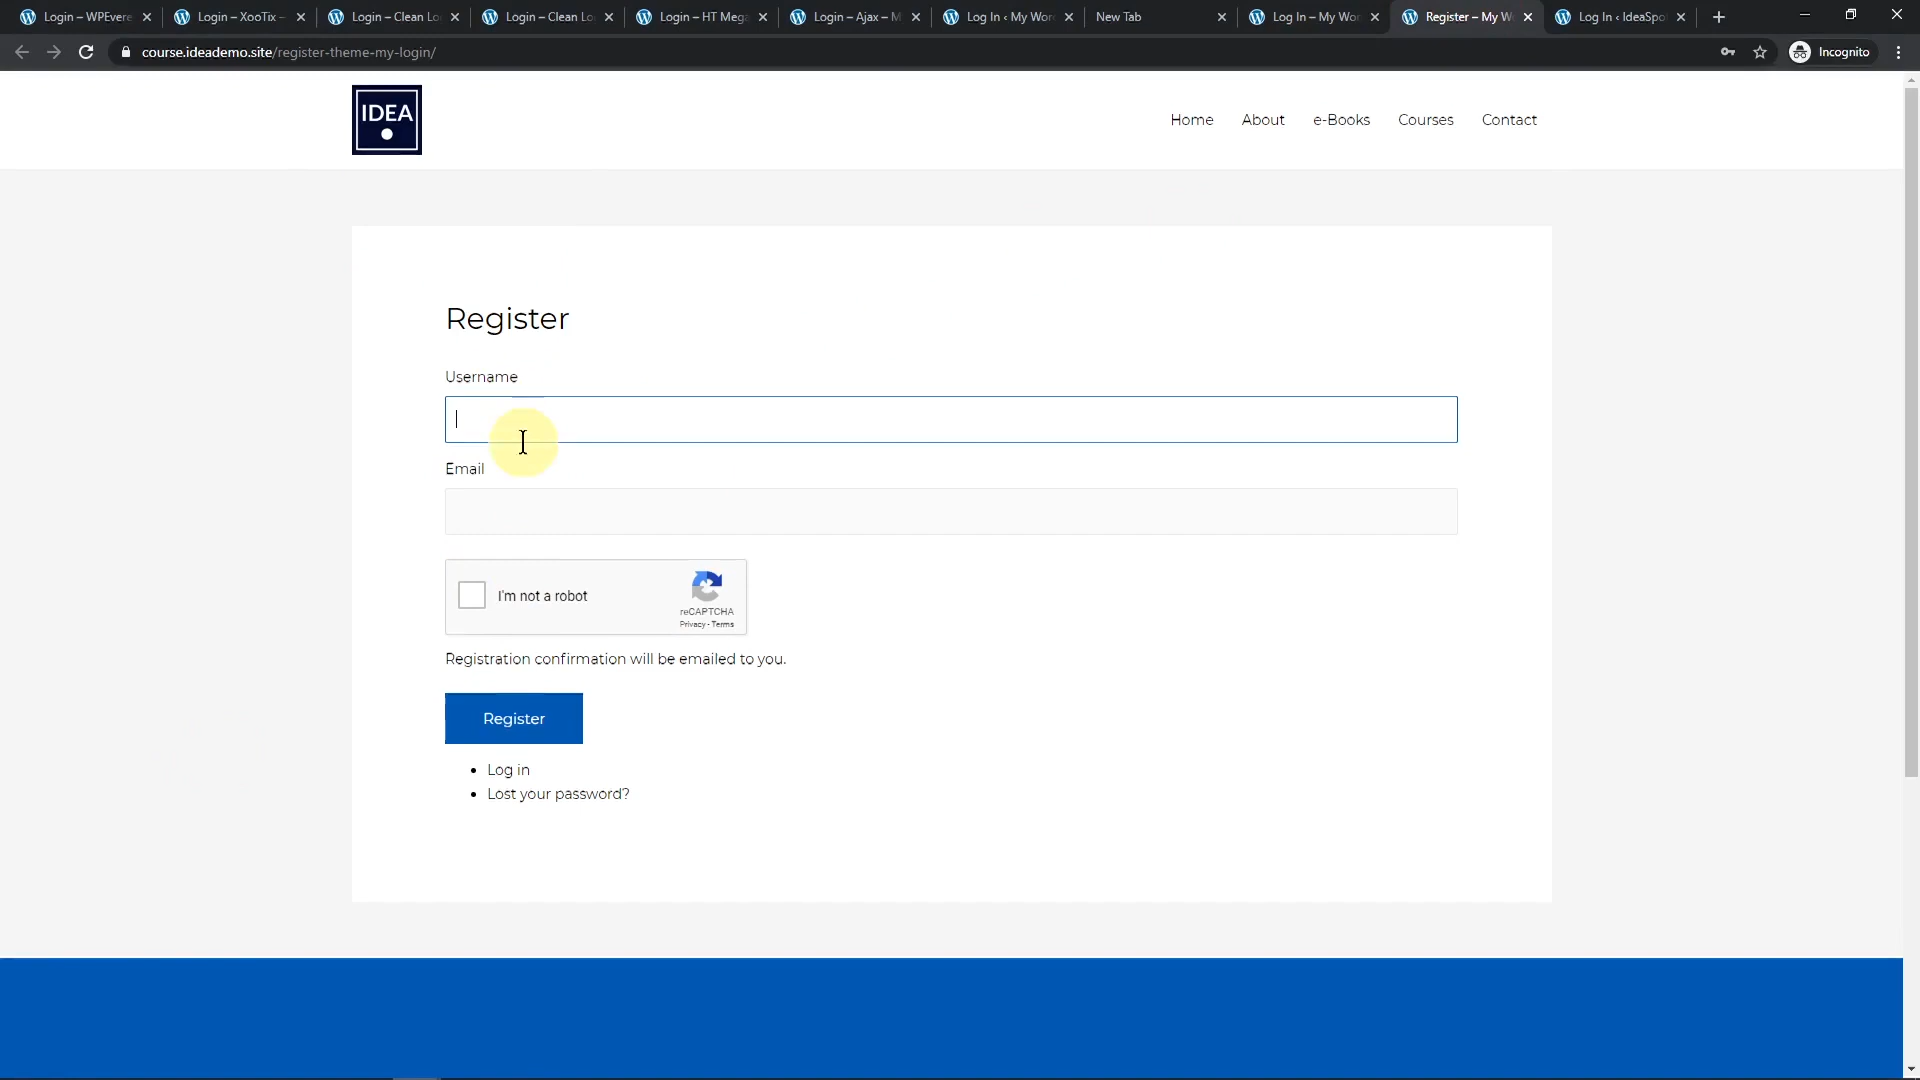 Login – WPEvere
Login – XooTix –
Login – Clean Lo
Login – Clean Lo
Login – HT Mega
Login – Ajax – M
Log In ‹ My Wor
New Tab
Log In – My Wor
Register – My W
Log In ‹ IdeaSpo
course.ideademo.site/register-theme-my-login/
Incognito
IDEA
Home
About
e-Books
Courses
Contact
Register
Username
Email
I'm not a robot
reCAPTCHA
Privacy - Terms
Registration confirmation will be emailed to you.
Register
• Log in
• Lost your password?